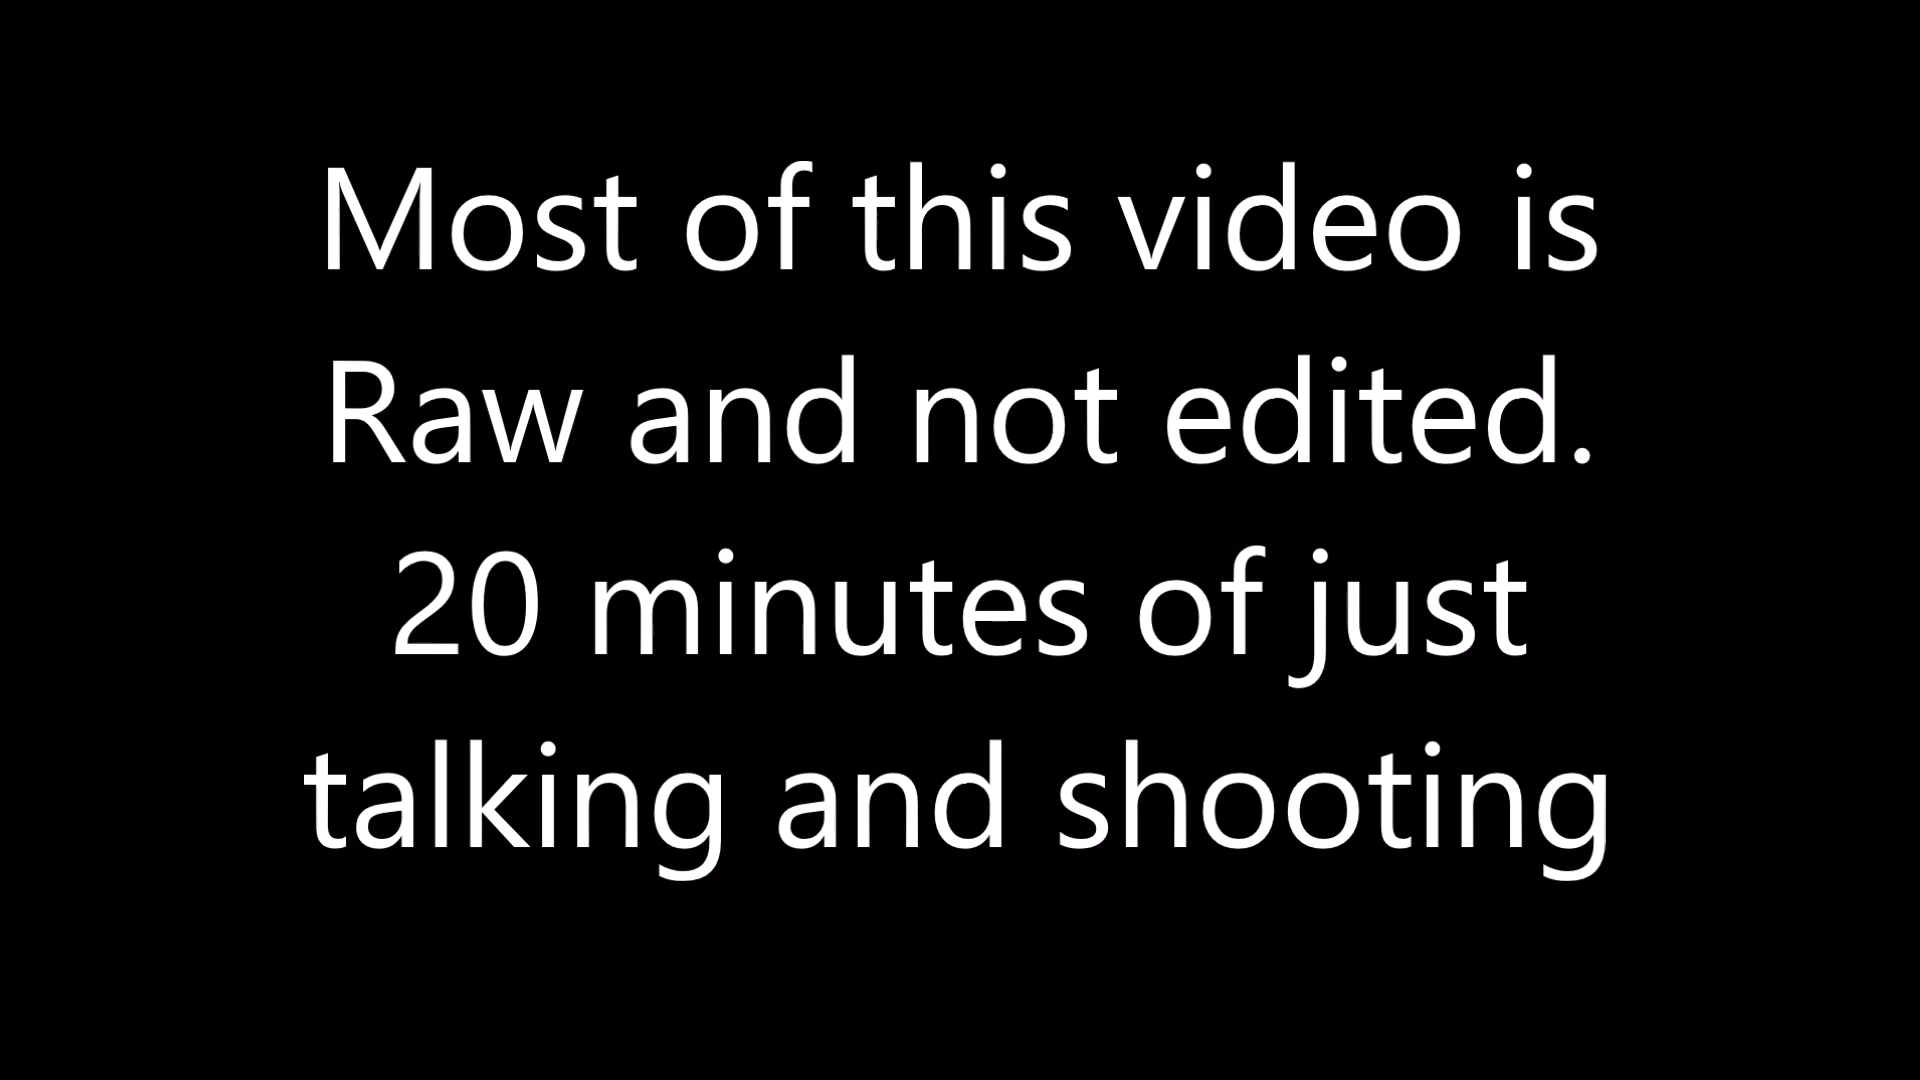 Most of this video is
Raw and not edited.
20 minutes of just
talking and shooting